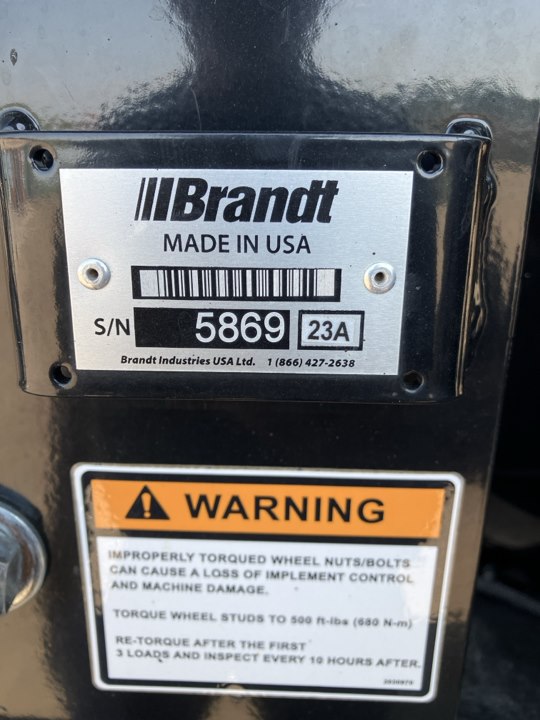 Brandt
MADE IN USA
S/N 5869 23A
Brandt Industries USA Ltd. 1 (866) 427-2638
WARNING
IMPROPERLY TORQUED WHEEL NUTS/BOLTS
CAN CAUSE A LOSS OF IMPLEMENT CONTROL
AND MACHINE DAMAGE.
TORQUE WHEEL STUDS TO 500 ft-lbs (680 N-m)
RE-TORQUE AFTER THE FIRST
3 LOADS AND INSPECT EVERY 10 HOURS AFTER.